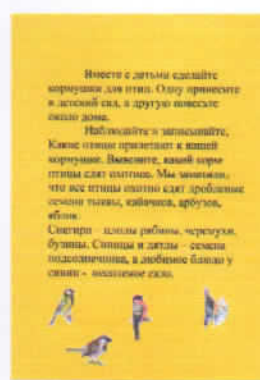 Вместе с детьми сделайте
кормушки для птиц. Одну принесите
в детский сад, а другую повесьте
около дома.
Наблюдайте и записывайте,
Какие птицы прилетают к вашей
кормушке. Выясните, какой корм
птицы едят охотнее. Мы заметили,
что все птицы охотно едят дробленые
семена тыквы, кабачков, арбузов,
яблок.
Снегири – плоды рябины, черемухи,
бузины. Синицы и дятлы – семена
подсолнечника, а любимое блюдо у
синиц – несоленое сало.